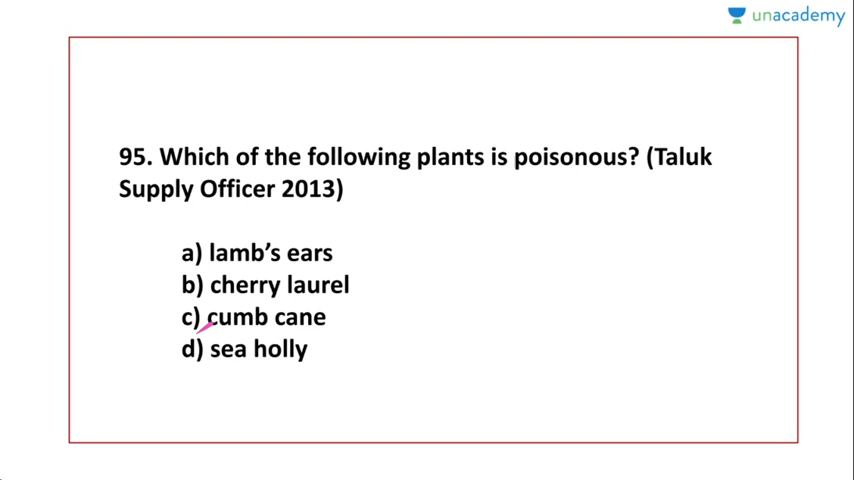 unacademy
95. Which of the following plants is poisonous? (Taluk
Supply Officer 2013)
a) lamb's ears
b) cherry laurel
c) cumb cane
d) sea holly